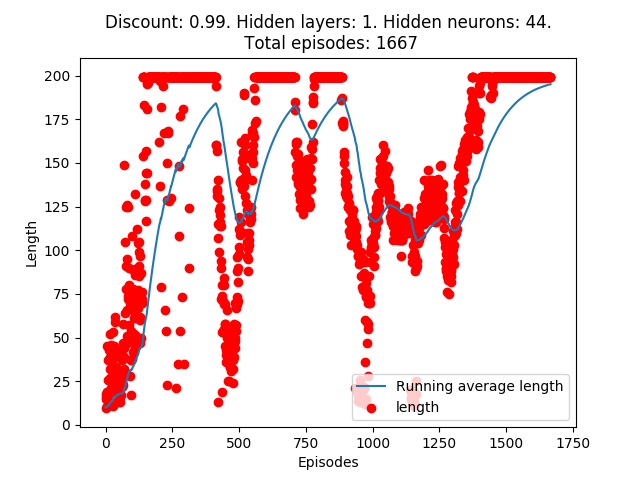 Discount: 0.99. Hidden layers: 1. Hidden neurons: 44.
Total episodes: 1667
200
175
150
125
100
75
50
25
0
Length
0 250 500 750 1000 1250 1500 1750
Episodes
Running average length
length